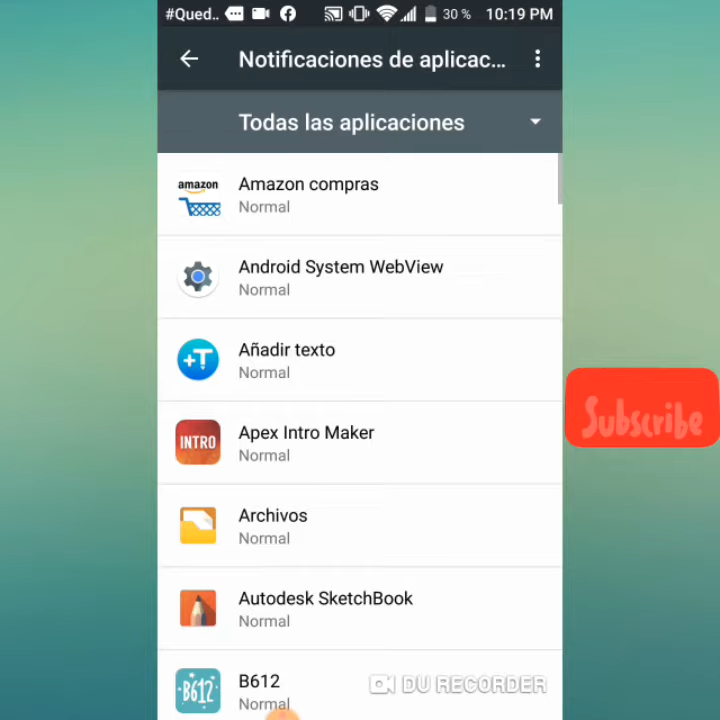 #Qued.. 30 % 10:19 PM
Notificaciones de aplicac...
Todas las aplicaciones
amazon
Amazon compras
Normal
Android System WebView
Normal
+T
Añadir texto
Normal
INTRO
Apex Intro Maker
Normal
Subscribe
Archivos
Normal
Autodesk SketchBook
Normal
B612
B612
Normal
DU RECORDER